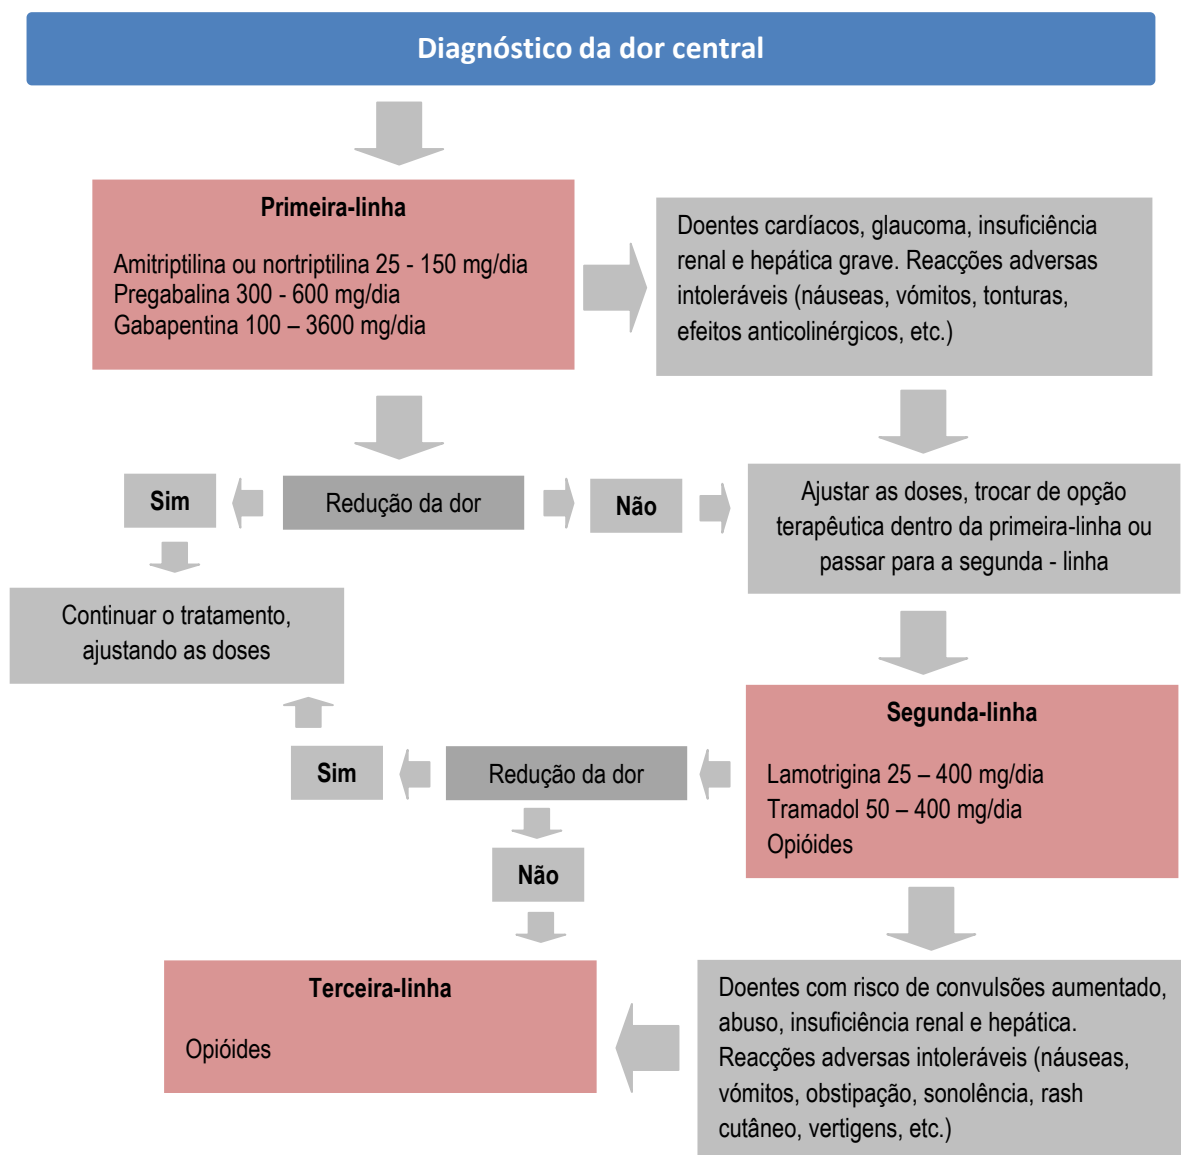 Diagnóstico da dor central
Primeira-linha
Amitriptilina ou nortriptilina 25 - 150 mg/dia
Pregabalina 300 - 600 mg/dia
Gabapentina 100 – 3600 mg/dia
Doentes cardíacos, glaucoma, insuficiência
renal e hepática grave. Reacções adversas
intoleráveis (náuseas, vómitos, tonturas,
efeitos anticolinérgicos, etc.)
Sim
Redução da dor
Não
Ajustar as doses, trocar de opção
terapêutica dentro da primeira-linha ou
passar para a segunda - linha
Continuar o tratamento,
ajustando as doses
Segunda-linha
Lamotrigina 25 – 400 mg/dia
Tramadol 50 – 400 mg/dia
Opióides
Sim
Redução da dor
Não
Terceira-linha
Opióides
Doentes com risco de convulsões aumentado,
abuso, insuficiência renal e hepática.
Reacções adversas intoleráveis (náuseas,
vómitos, obstipação, sonolência, rash
cutâneo, vertigens, etc.)